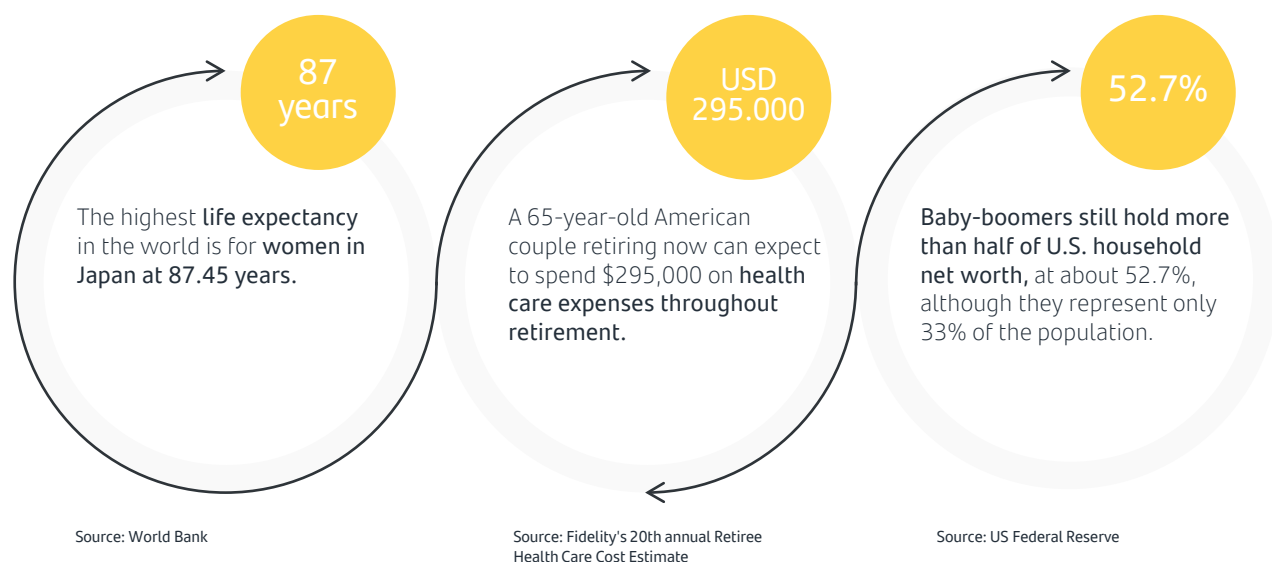 87
years
The highest life expectancy
in the world is for women in
Japan at 87.45 years.
Source: World Bank
USD
295.000
A 65-year-old American
couple retiring now can expect
to spend $295,000 on health
care expenses throughout
retirement.
Source: Fidelity's 20th annual Retiree
Health Care Cost Estimate
52.7%
Baby-boomers still hold more
than half of U.S. household
net worth, at about 52.7%,
although they represent only
33% of the population.
Source: US Federal Reserve